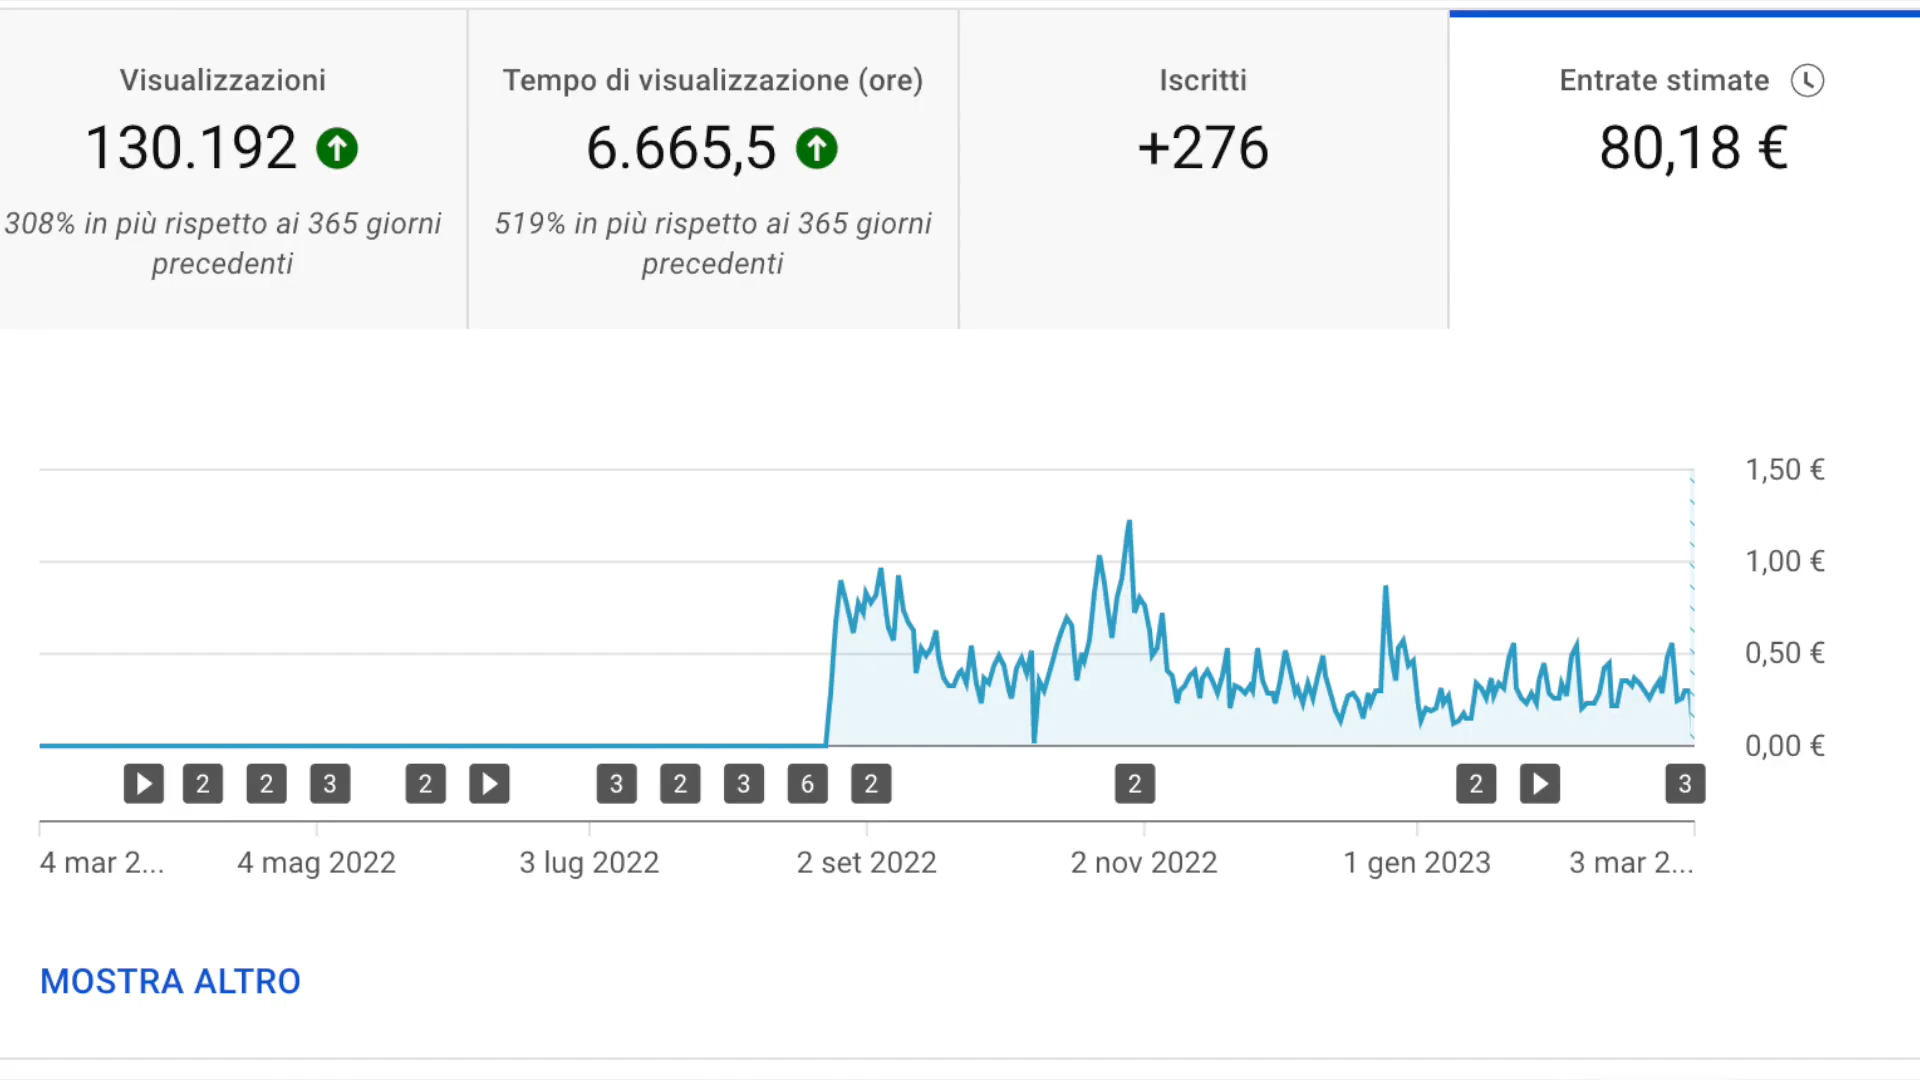 Visualizzazioni
130.192
308% in più rispetto ai 365 giorni
precedenti
Tempo di visualizzazione (ore)
6.665,5
519% in più rispetto ai 365 giorni
precedenti
Iscritti
+276
Entrate stimate
80,18 €
1,50 €
1,00 €
0,50 €
0,00 €
2 2 3 2 3 2 3 6 2 2 2 3
4 mar 2... 4 mag 2022 3 lug 2022 2 set 2022 2 nov 2022 1 gen 2023 3 mar 2...
MOSTRA ALTRO